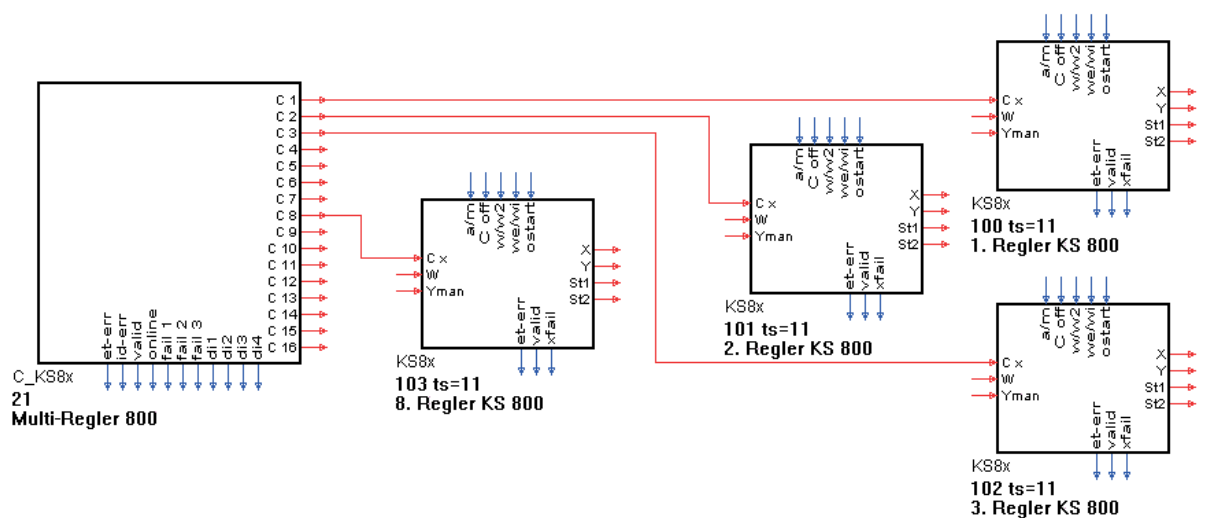 C 1
C 2
C 3
C 4
C 5
C 6
C 7
C 8
C 9
C 10
C 11
C 12
C 13
C 14
C 15
C 16
et-err
id-err
valid
online
fail 1
fail 2
fail 3
di1
di2
di3
di4
C_KS8x
21
Multi-Regler 800
a/m
C off
w/w2
we/wi
ostart
C x
W
Yman
X
Y
St1
St2
et-err
valid
xfail
KS8x
103 ts=11
8. Regler KS 800
a/m
C off
w/w2
we/wi
ostart
C x
W
Yman
X
Y
St1
St2
et-err
valid
xfail
KS8x
101 ts=11
2. Regler KS 800
a/m
C off
w/w2
we/wi
ostart
C x
W
Yman
X
Y
St1
St2
et-err
valid
xfail
KS8x
100 ts=11
1. Regler KS 800
a/m
C off
w/w2
we/wi
ostart
C x
W
Yman
X
Y
St1
St2
et-err
valid
xfail
KS8x
102 ts=11
3. Regler KS 800